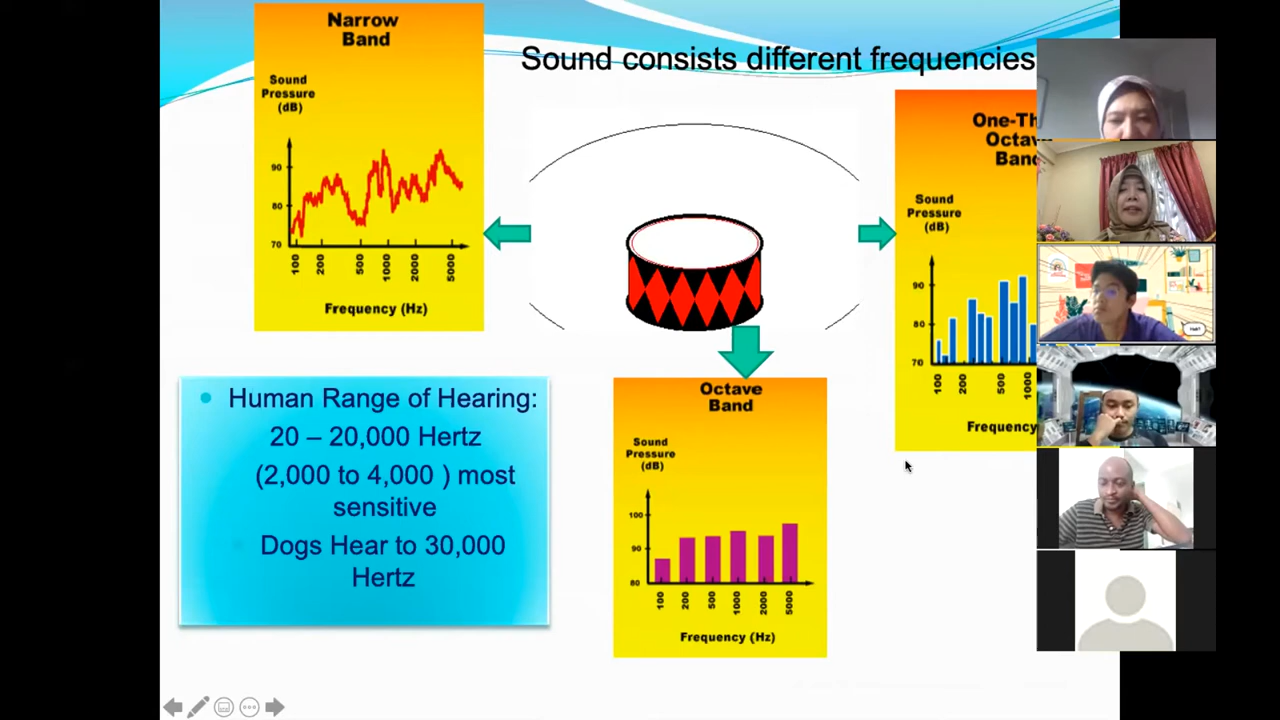 Narrow
Band
Sound consists different frequencies
Sound
Pressure
(dB)
90
80
70
100
200
500
1000
2000
5000
Frequency (Hz)
One-Th
Octav
Band
Sound
Pressure
(dB)
90
80
70
100
200
500
1000
Frequency
Human Range of Hearing:
20 – 20,000 Hertz
(2,000 to 4,000 ) most
sensitive
Dogs Hear to 30,000
Hertz
Octave
Band
Sound
Pressure
(dB)
100
90
80
100
200
500
1000
2000
5000
Frequency (Hz)